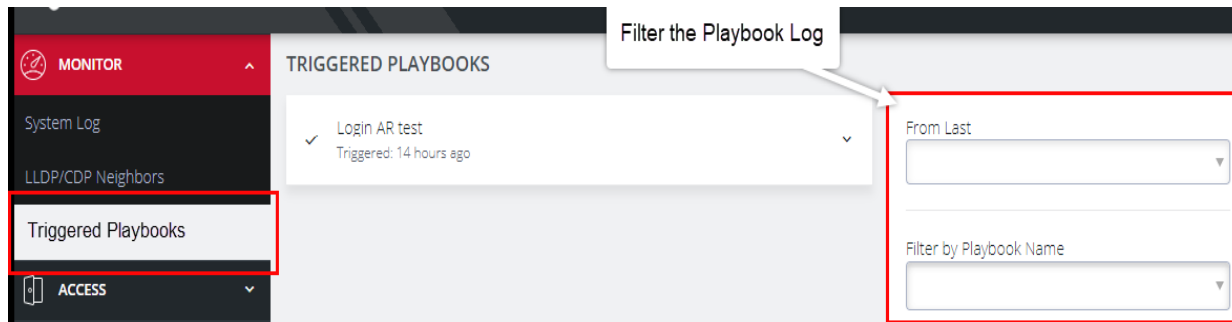 Filter the Playbook Log
MONITOR
System Log
LLDP/CDP Neighbors
Triggered Playbooks
ACCESS
TRIGGERED PLAYBOOKS
Login AR test
Triggered: 14 hours ago
From Last
Filter by Playbook Name